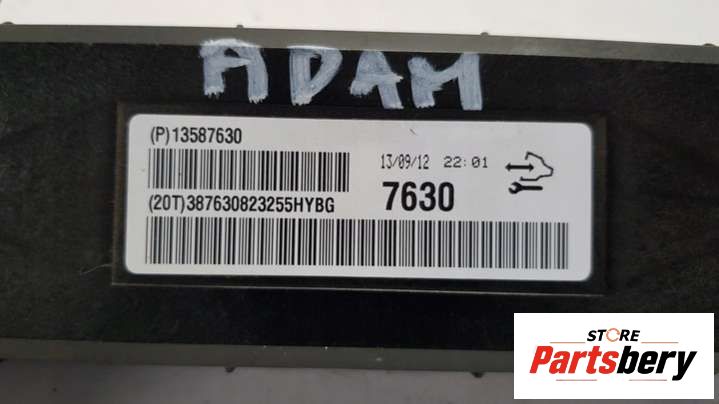 ADAM
(P)13587630
13/09/12 22:01
7630
(20T)387630823255HYBG
STORE
Partsbery